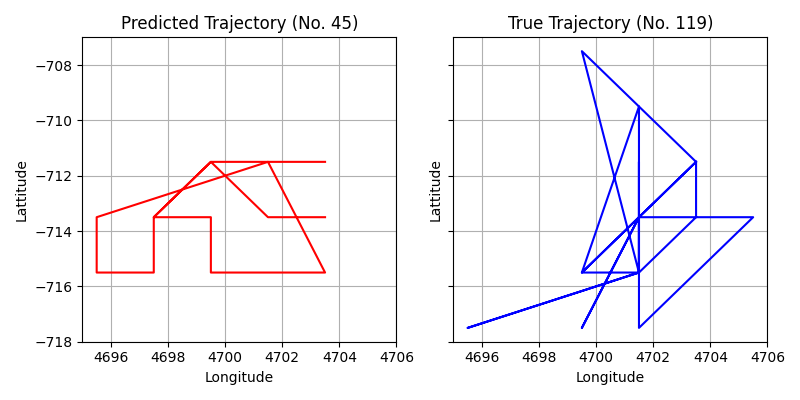 Predicted Trajectory (No. 45)
True Trajectory (No. 119)
−708
−710
−712
−714
−716
−718
Lattitude
Lattitude
4696 4698 4700 4702 4704 4706
4696 4698 4700 4702 4704 4706
Longitude
Longitude